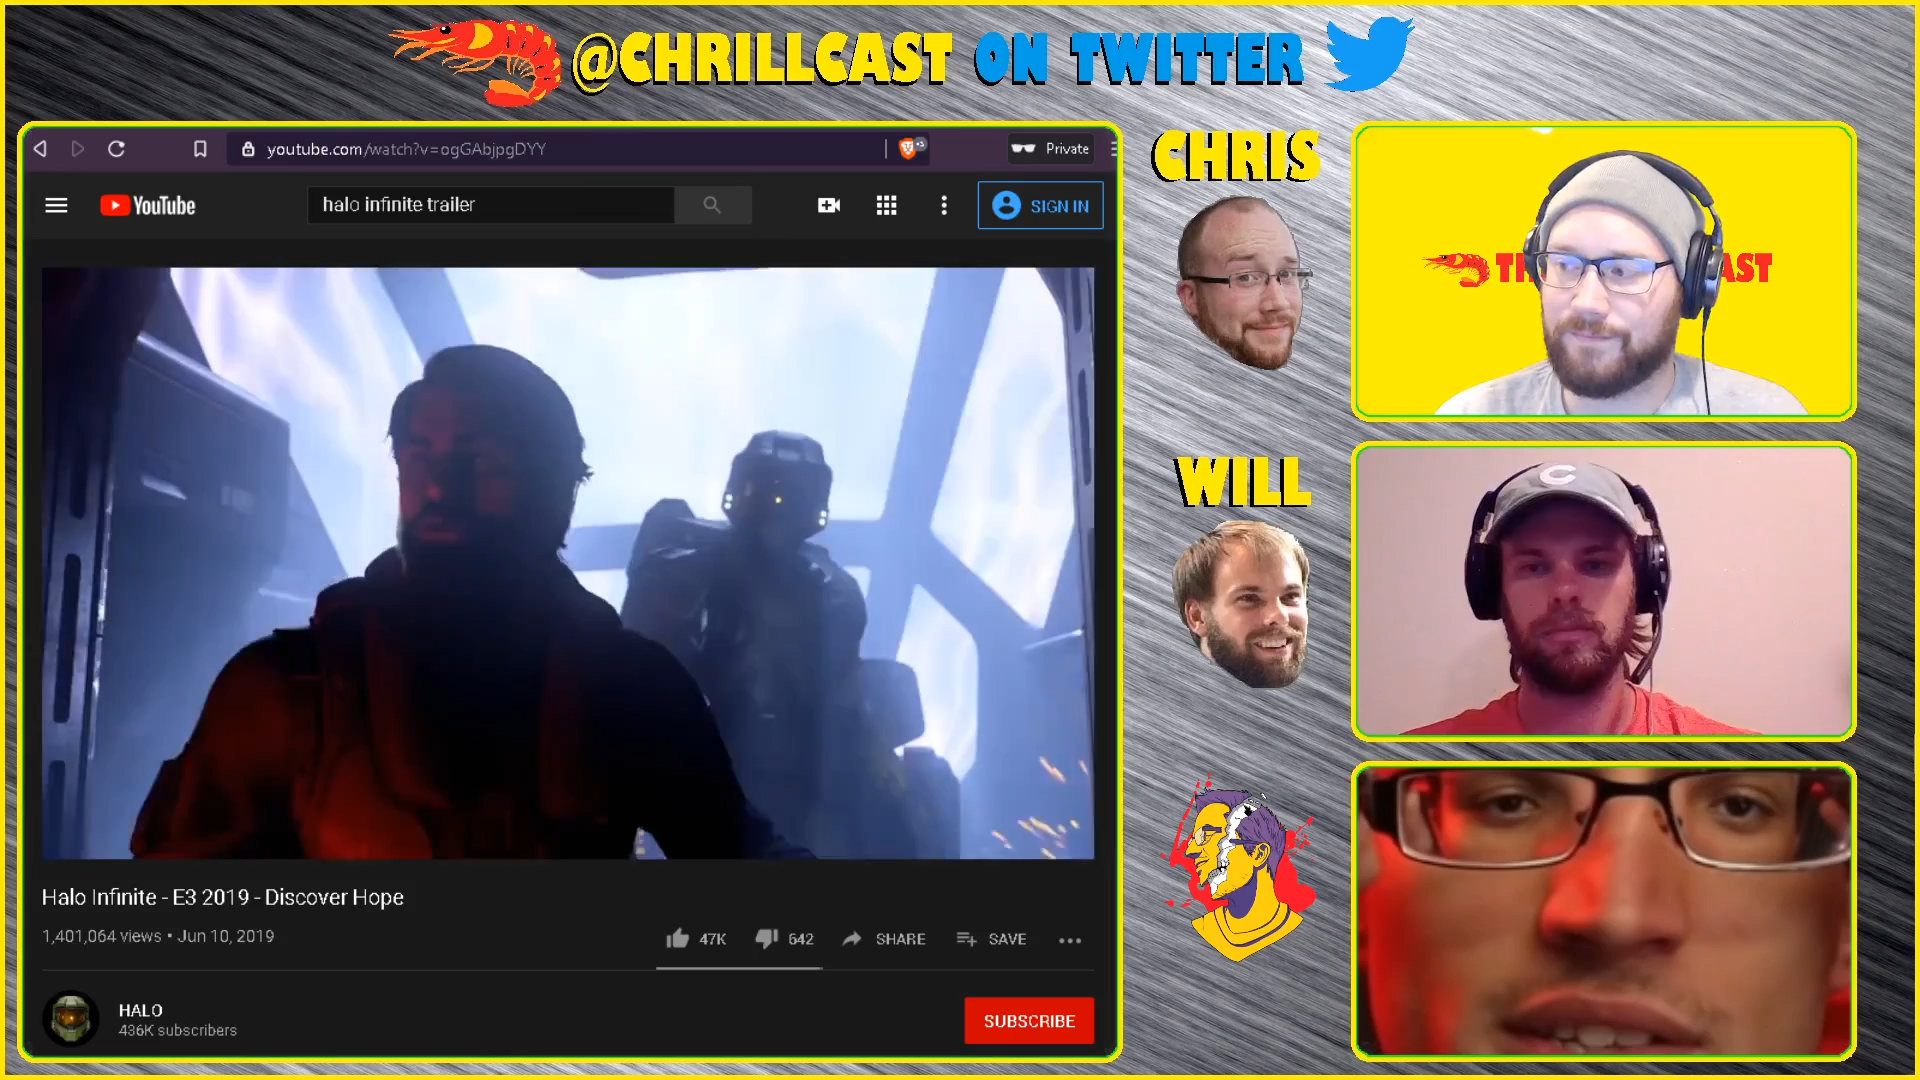 @CHRILLCAST ON TWITTER
youtube.com/watch?v=ogGAbjpgDYY
Private
YouTube
halo infinite trailer
SIGN IN
Halo Infinite - E3 2019 - Discover Hope
1,401,064 views • Jun 10, 2019
47K
642
SHARE
SAVE
HALO
436K subscribers
SUBSCRIBE
CHRIS
AST
WILL
C